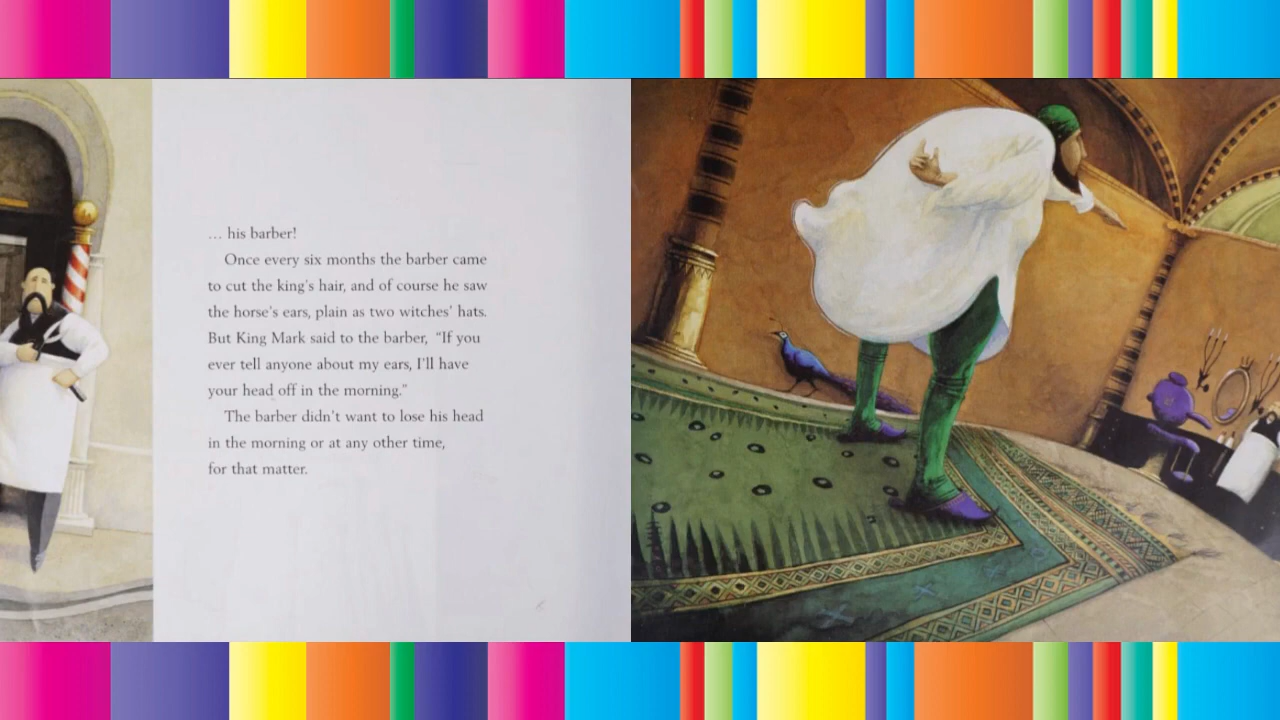 … his barber!
Once every six months the barber came
to cut the king's hair, and of course he saw
the horse's ears, plain as two witches' hats.
But King Mark said to the barber, "If you
ever tell anyone about my ears, I'll have
your head off in the morning."
The barber didn't want to lose his head
in the morning or at any other time,
for that matter.